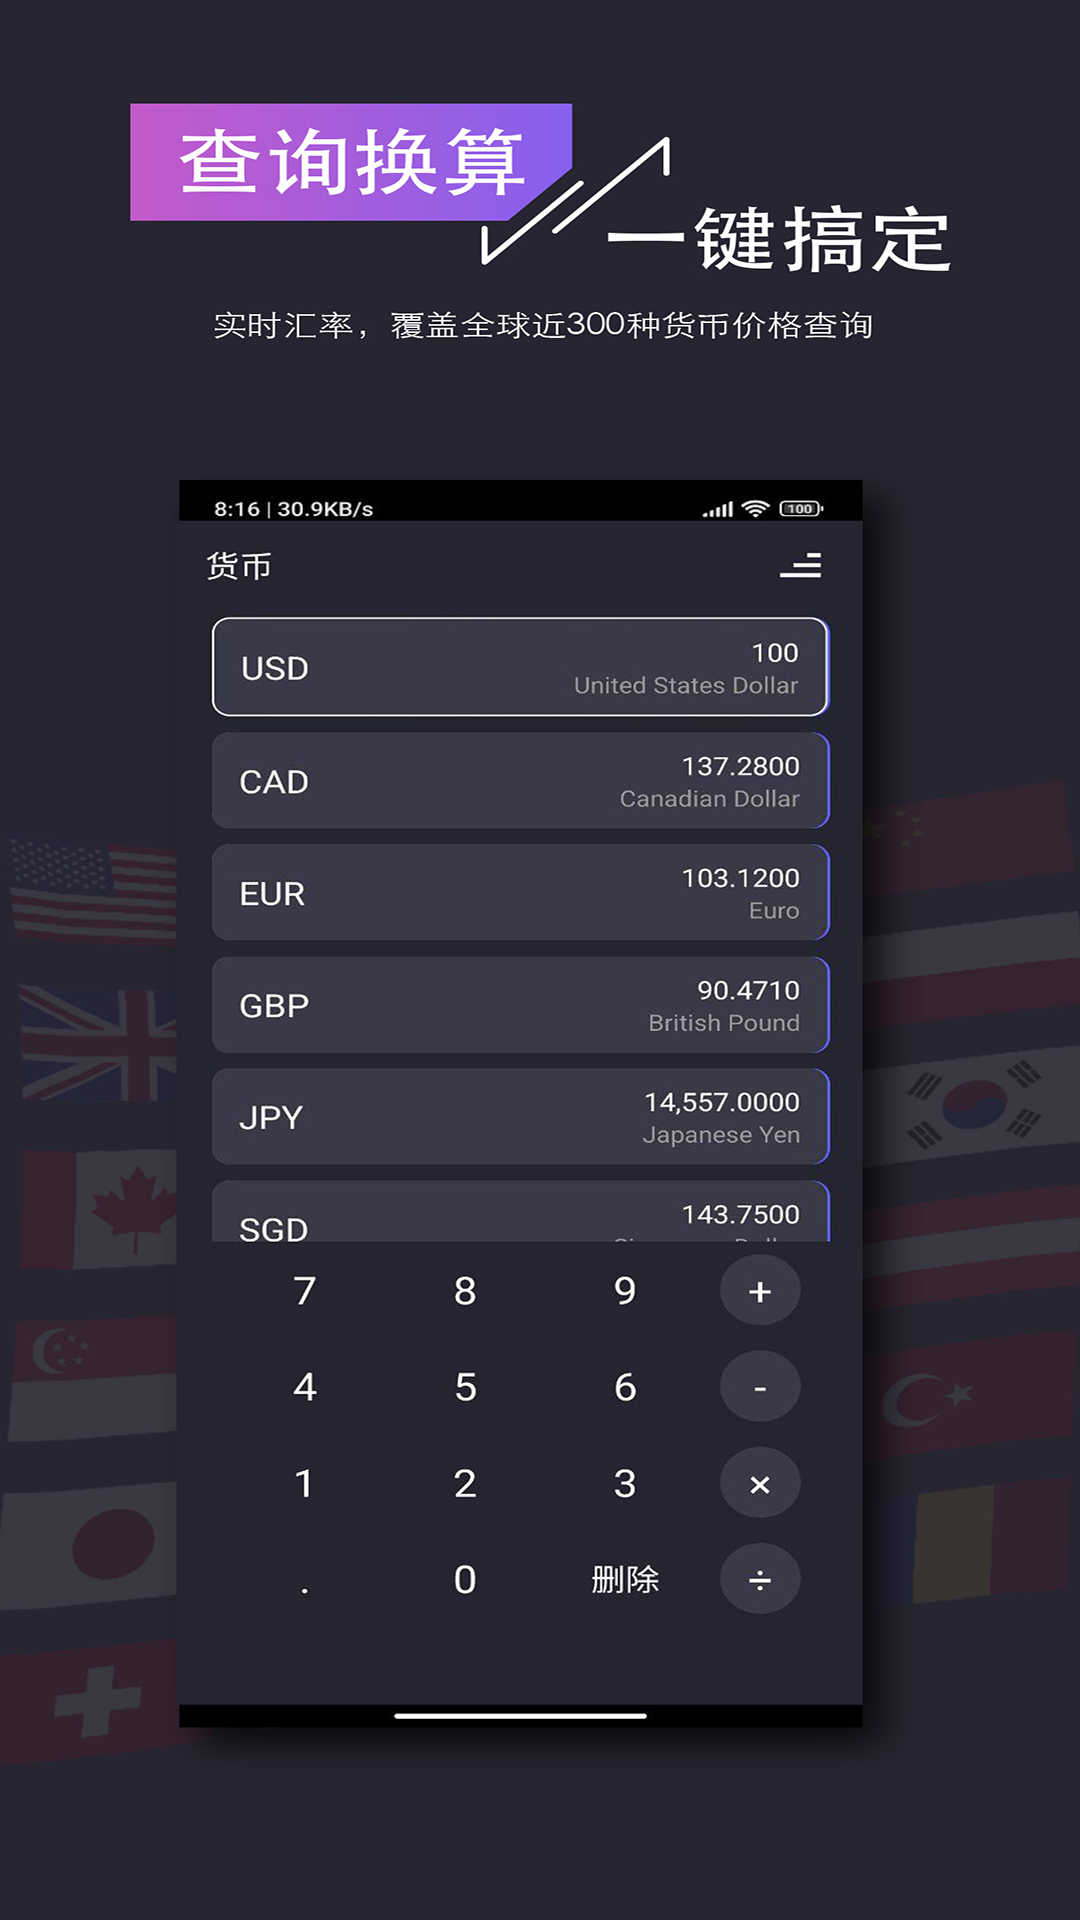 查询换算
一键搞定
实时汇率，覆盖全球近300种货币价格查询
8:16 | 30.9KB/s 100
货币
USD 100
United States Dollar
CAD 137.2800
Canadian Dollar
EUR 103.1200
Euro
GBP 90.4710
British Pound
JPY 14,557.0000
Japanese Yen
SGD 143.7500
7 8 9 +
4 5 6 -
1 2 3 ×
. 0 删除 ÷